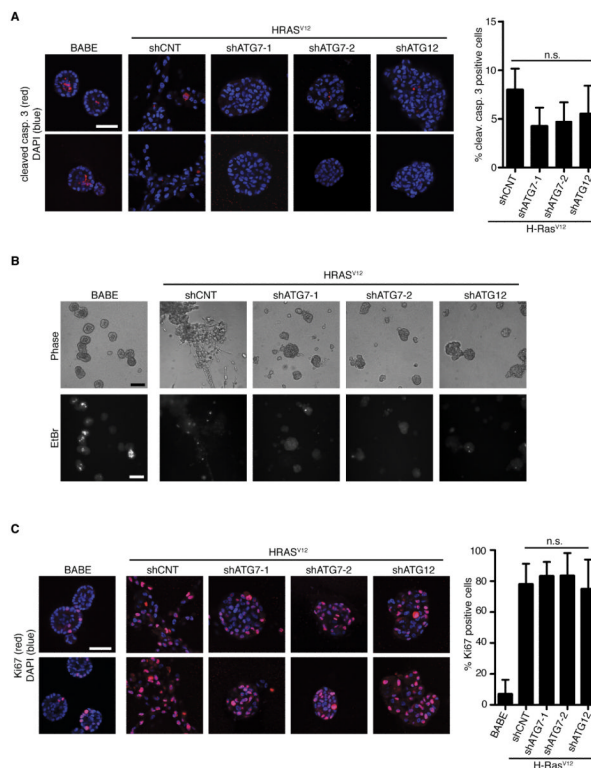 A
HRASV12
BABE shCNT shATG7-1 shATG7-2 shATG12
cleaved casp. 3 (red)
DAPI (blue)
% cleav. casp. 3 positive cells
15
10
5
0
n.s.
shCNT shATG7-1 shATG7-2 shATG12
H-RasV12
B
HRASV12
BABE shCNT shATG7-1 shATG7-2 shATG12
Phase
EtBr
C
HRASV12
BABE shCNT shATG7-1 shATG7-2 shATG12
Ki67 (red)
DAPI (blue)
% Ki67 positive cells
100
80
60
40
20
0
n.s.
BABE shCNT shATG7-1 shATG7-2 shATG12
H-RasV12